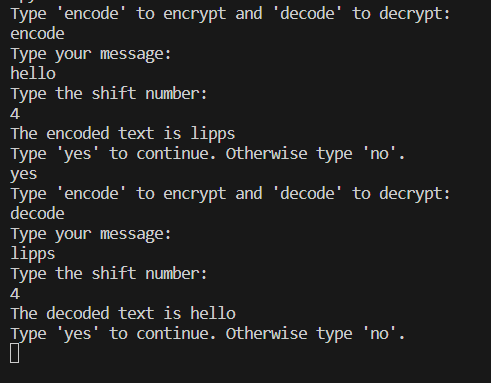 Type 'encode' to encrypt and 'decode' to decrypt:
encode
Type your message:
hello
Type the shift number:
4
The encoded text is lipps
Type 'yes' to continue. Otherwise type 'no'.
yes
Type 'encode' to encrypt and 'decode' to decrypt:
decode
Type your message:
lipps
Type the shift number:
4
The decoded text is hello
Type 'yes' to continue. Otherwise type 'no'.